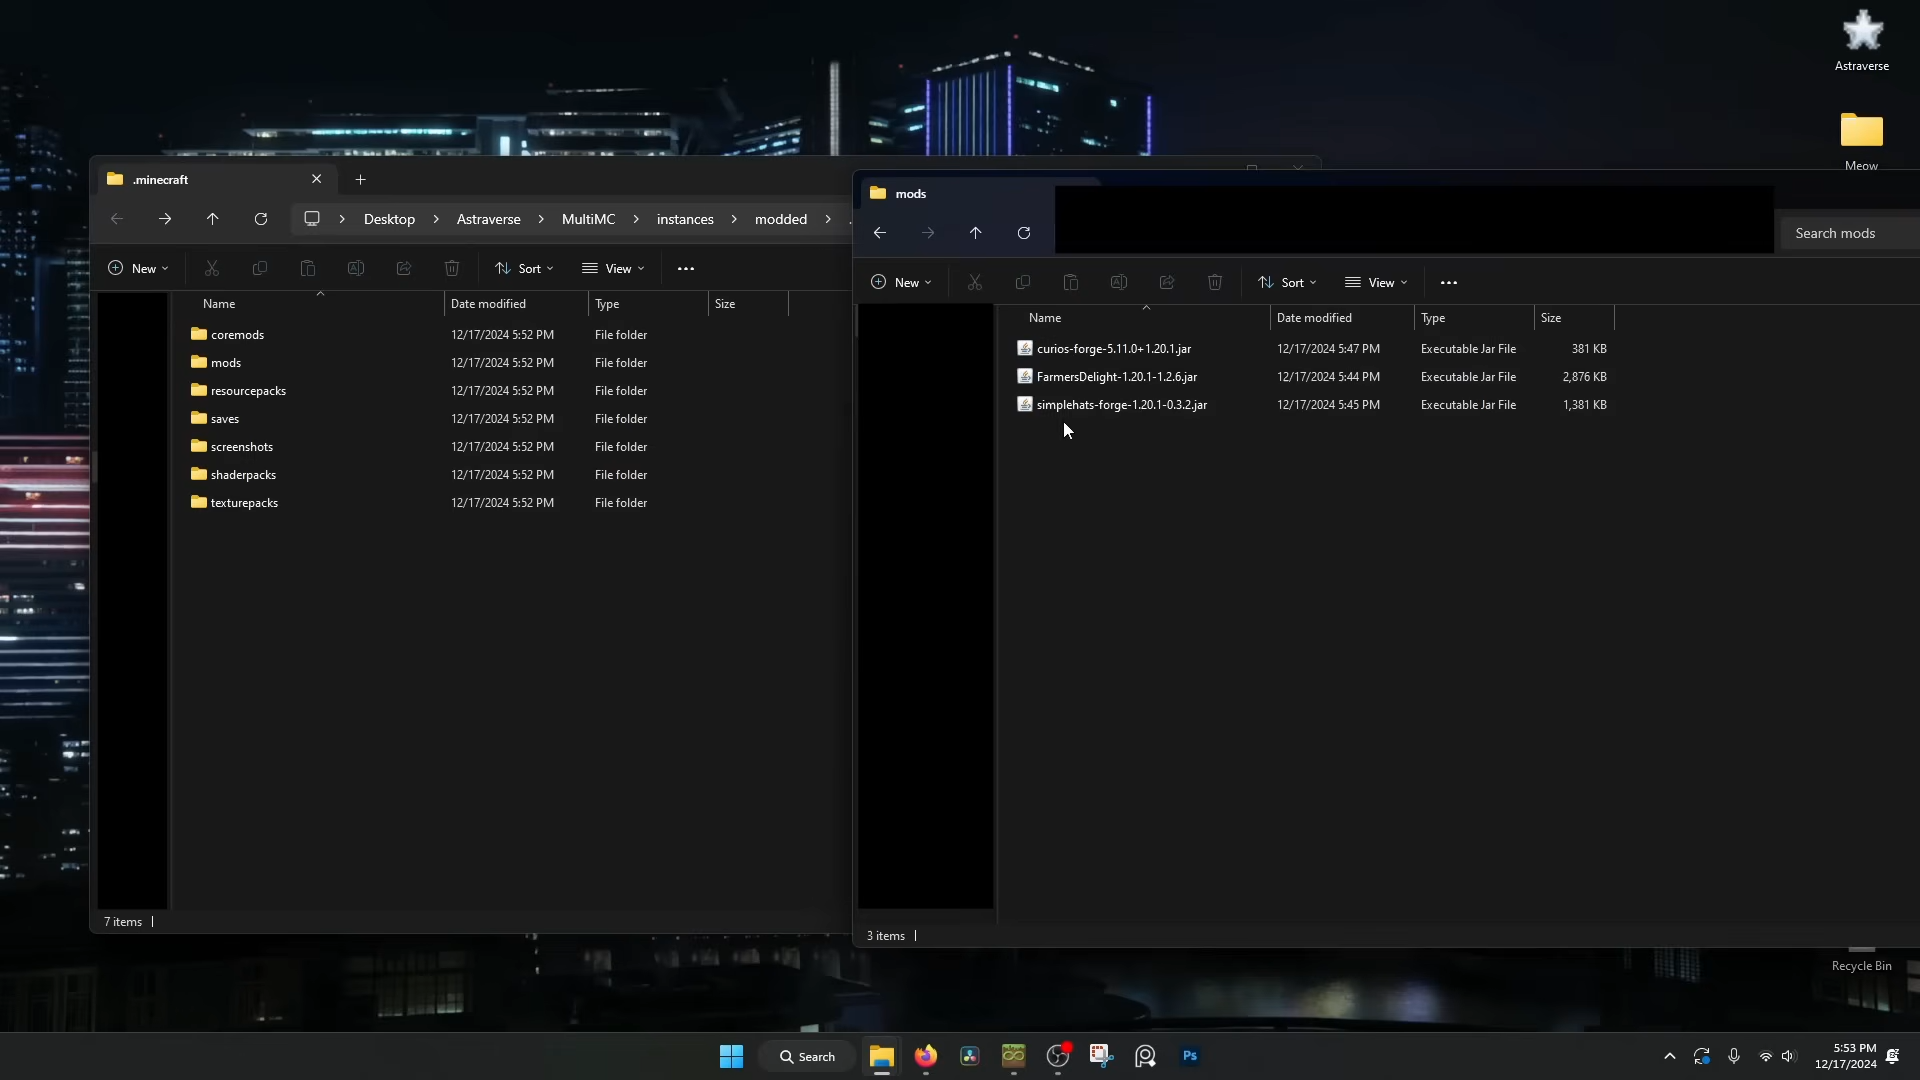 Astraverse
Meow
.minecraft
Desktop > Astraverse > MultiMC > instances > modded > .
New
Sort
View
Name
Date modified
Type
Size
coremods 12/17/2024 5:52 PM File folder
mods 12/17/2024 5:52 PM File folder
resourcepacks 12/17/2024 5:52 PM File folder
saves 12/17/2024 5:52 PM File folder
screenshots 12/17/2024 5:52 PM File folder
shaderpacks 12/17/2024 5:52 PM File folder
texturepacks 12/17/2024 5:52 PM File folder
7 items
mods
Search mods
New
Sort
View
Name
Date modified
Type
Size
curios-forge-5.11.0+1.20.1.jar 12/17/2024 5:47 PM Executable Jar File 381 KB
FarmersDelight-1.20.1-1.2.6.jar 12/17/2024 5:44 PM Executable Jar File 2,876 KB
simplehats-forge-1.20.1-0.3.2.jar 12/17/2024 5:45 PM Executable Jar File 1,381 KB
3 items
Recycle Bin
Search
Ps
5:53 PM
12/17/2024